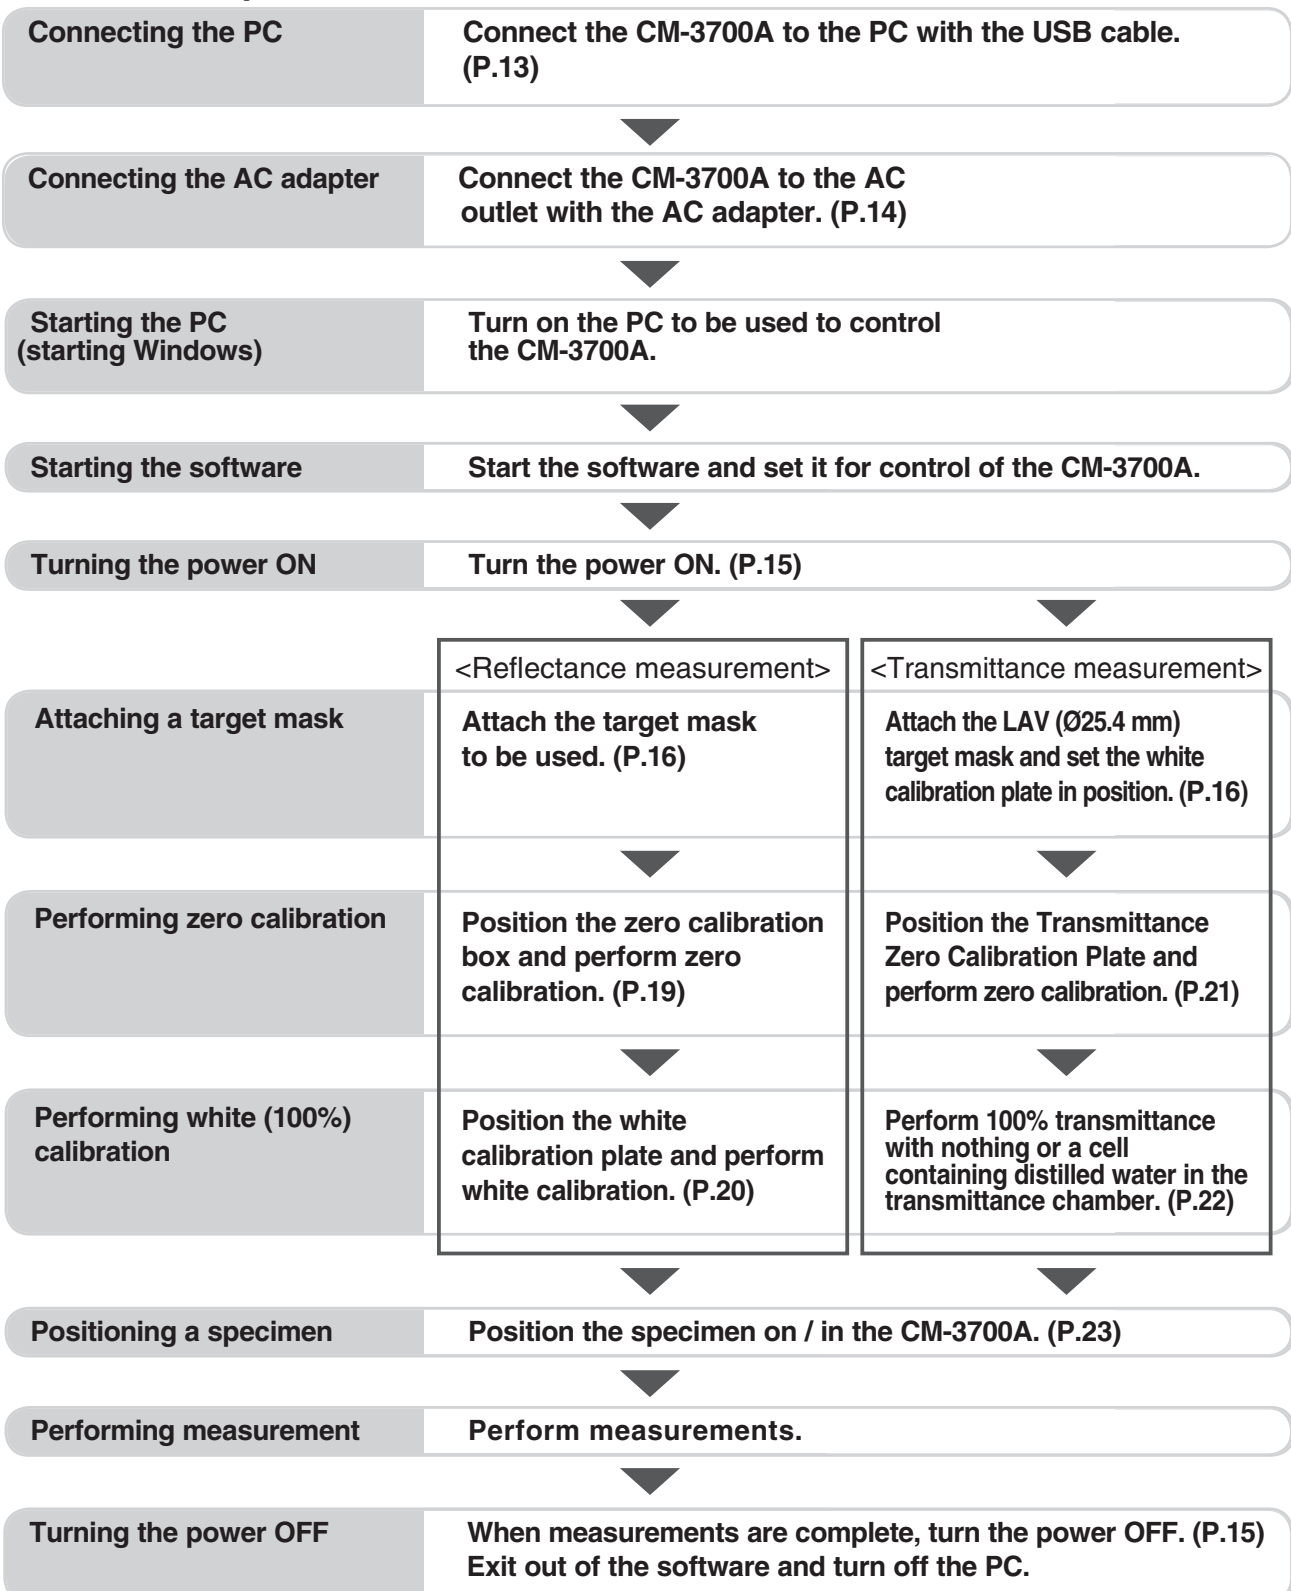 Connecting the PC
Connect the CM-3700A to the PC with the USB cable.
(P.13)
Connecting the AC adapter
Connect the CM-3700A to the AC
outlet with the AC adapter. (P.14)
Starting the PC
(starting Windows)
Turn on the PC to be used to control
the CM-3700A.
Starting the software
Start the software and set it for control of the CM-3700A.
Turning the power ON
Turn the power ON. (P.15)
<Reflectance measurement>
<Transmittance measurement>
Attaching a target mask
Attach the target mask
to be used. (P.16)
Attach the LAV (Ø25.4 mm)
target mask and set the white
calibration plate in position. (P.16)
Performing zero calibration
Position the zero calibration
box and perform zero
calibration. (P.19)
Position the Transmittance
Zero Calibration Plate and
perform zero calibration. (P.21)
Performing white (100%)
calibration
Position the white
calibration plate and perform
white calibration. (P.20)
Perform 100% transmittance
with nothing or a cell
containing distilled water in the
transmittance chamber. (P.22)
Positioning a specimen
Position the specimen on / in the CM-3700A. (P.23)
Performing measurement
Perform measurements.
Turning the power OFF
When measurements are complete, turn the power OFF. (P.15)
Exit out of the software and turn off the PC.